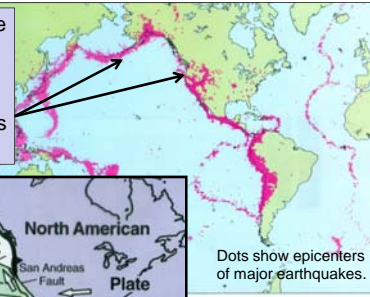 e
s
North American
San Andreas
Fault
Plate
Dots show epicenters
of major earthquakes.